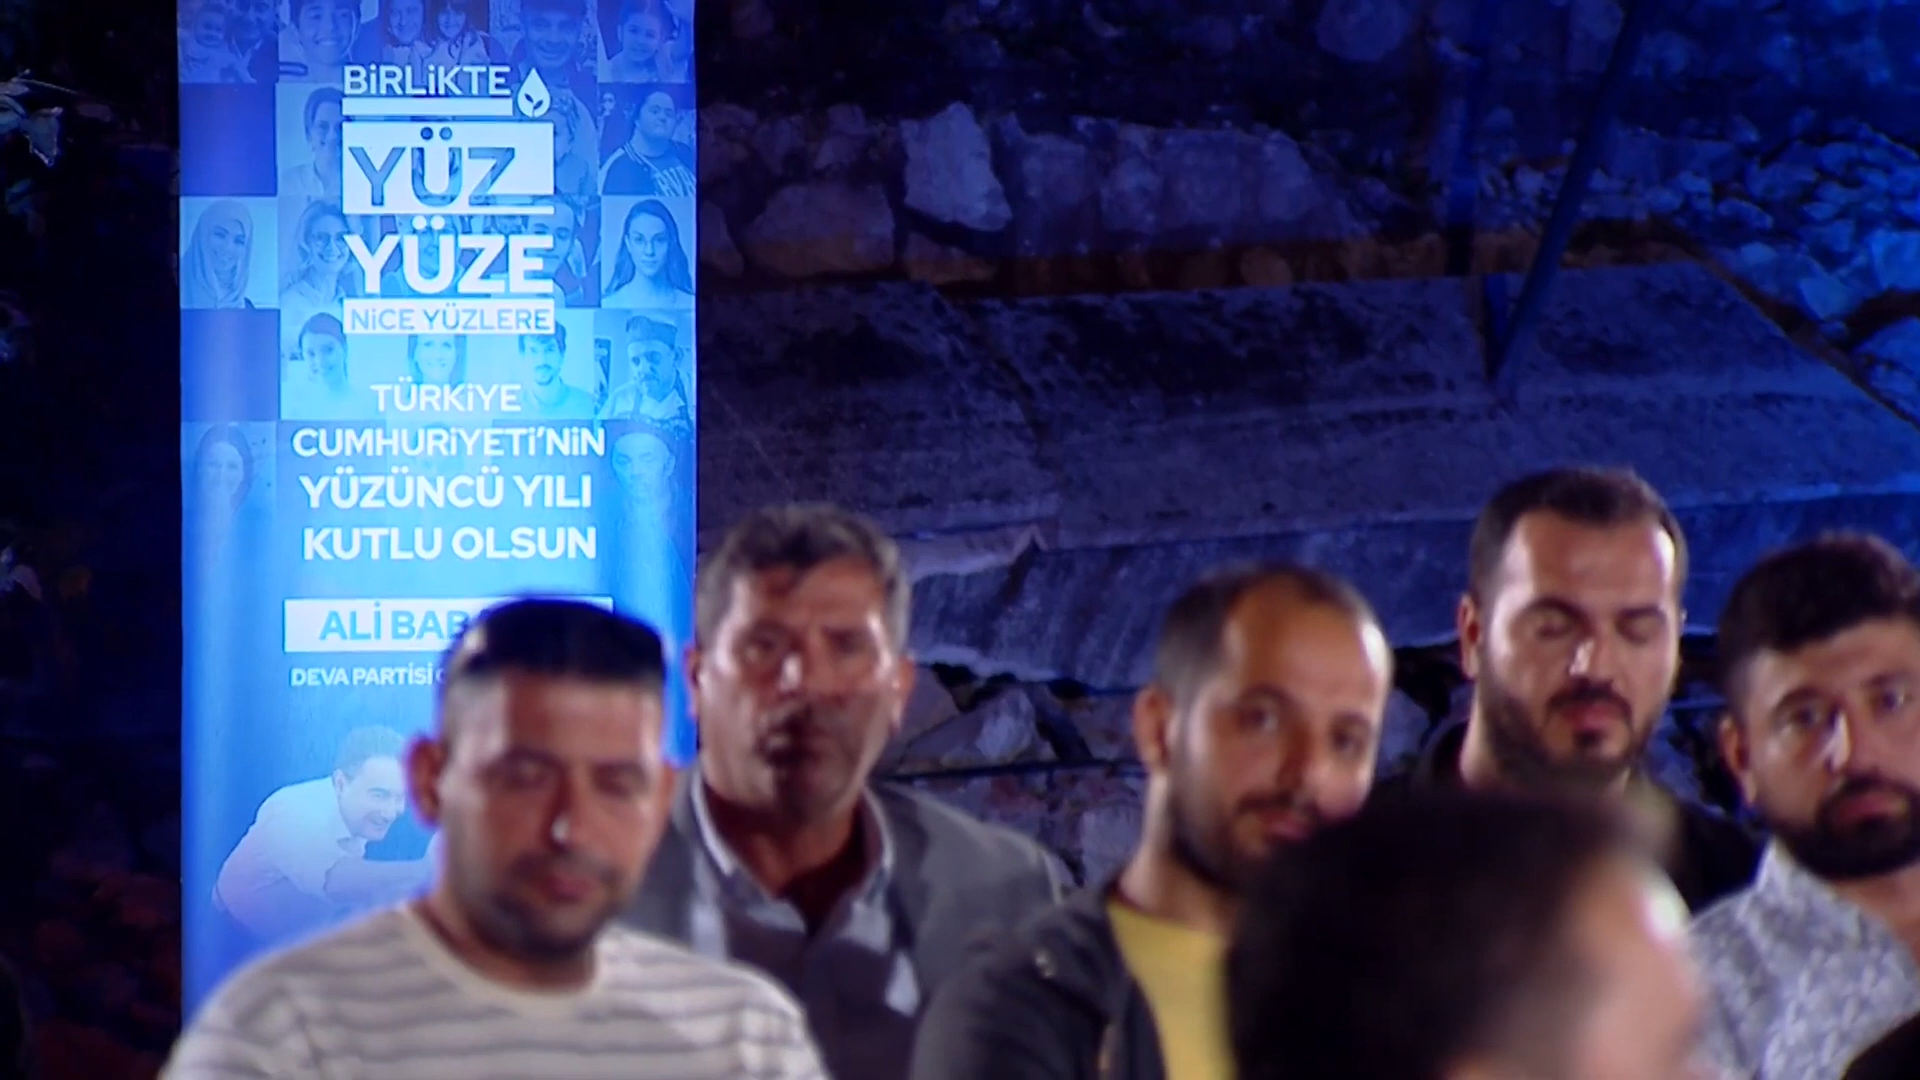 BİRLİKTE
YÜZ
YÜZE
NİCE YÜZLERE
TÜRKİYE
CUMHURİYETİ'NİN
YÜZÜNCÜ YILI
KUTLU OLSUN
ALİ
DEVA PARTİSİ